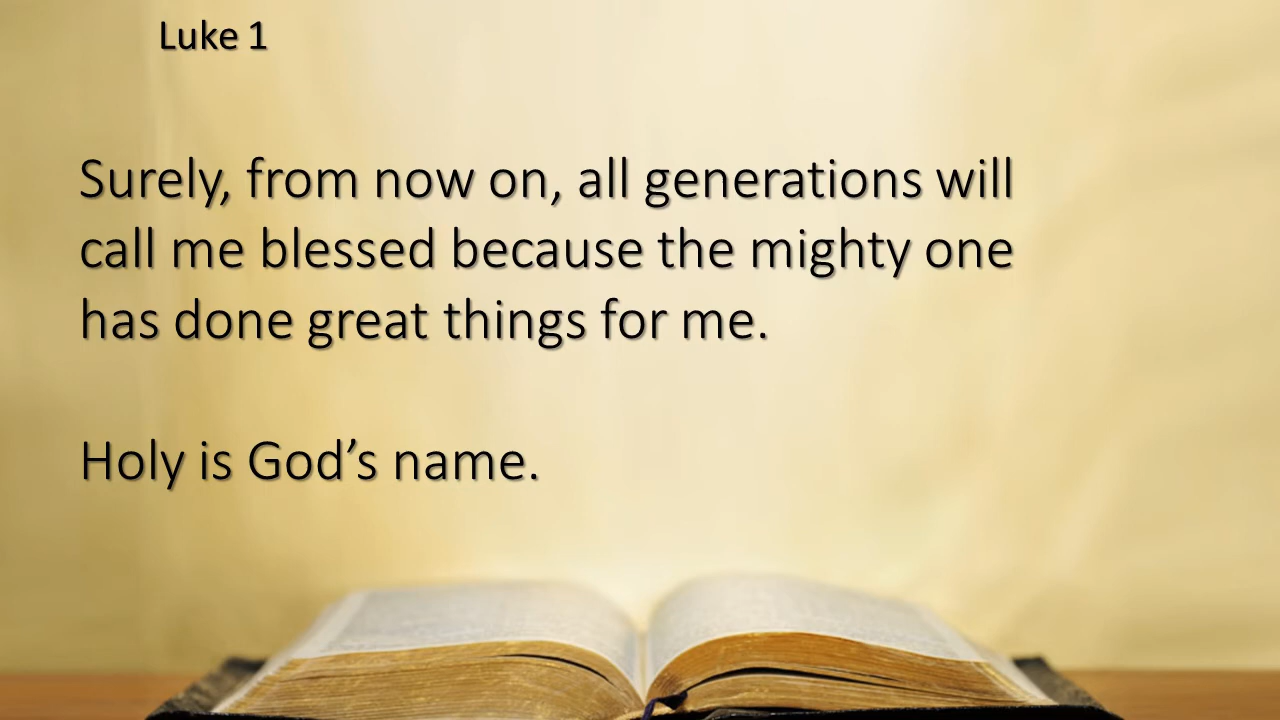 Luke 1
Surely, from now on, all generations will
call me blessed because the mighty one
has done great things for me.
Holy is God’s name.